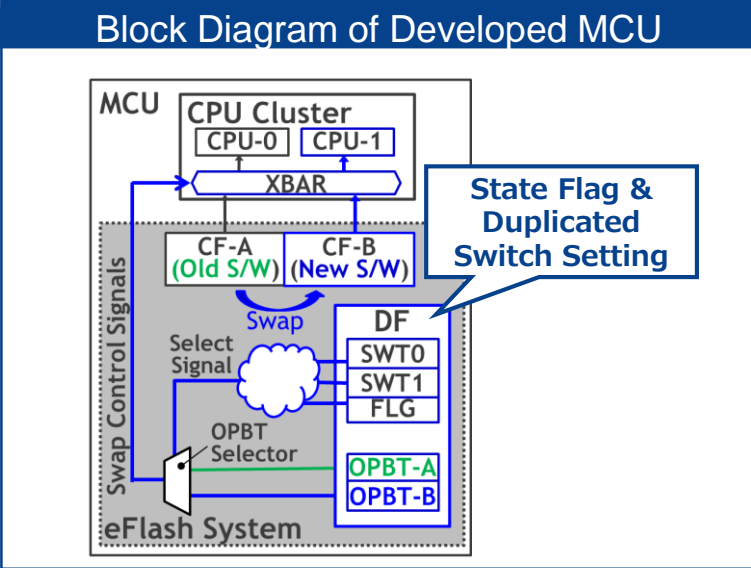 Block Diagram of Developed MCU
MCU
CPU Cluster
CPU-0
CPU-1
XBAR
State Flag &
Duplicated
Switch Setting
CF-A
(Old S/W)
CF-B
(New S/W)
Swap
Swap Control Signals
Select
Signal
DF
SWT0
SWT1
FLG
OPBT
Selector
OPBT-A
OPBT-B
eFlash System